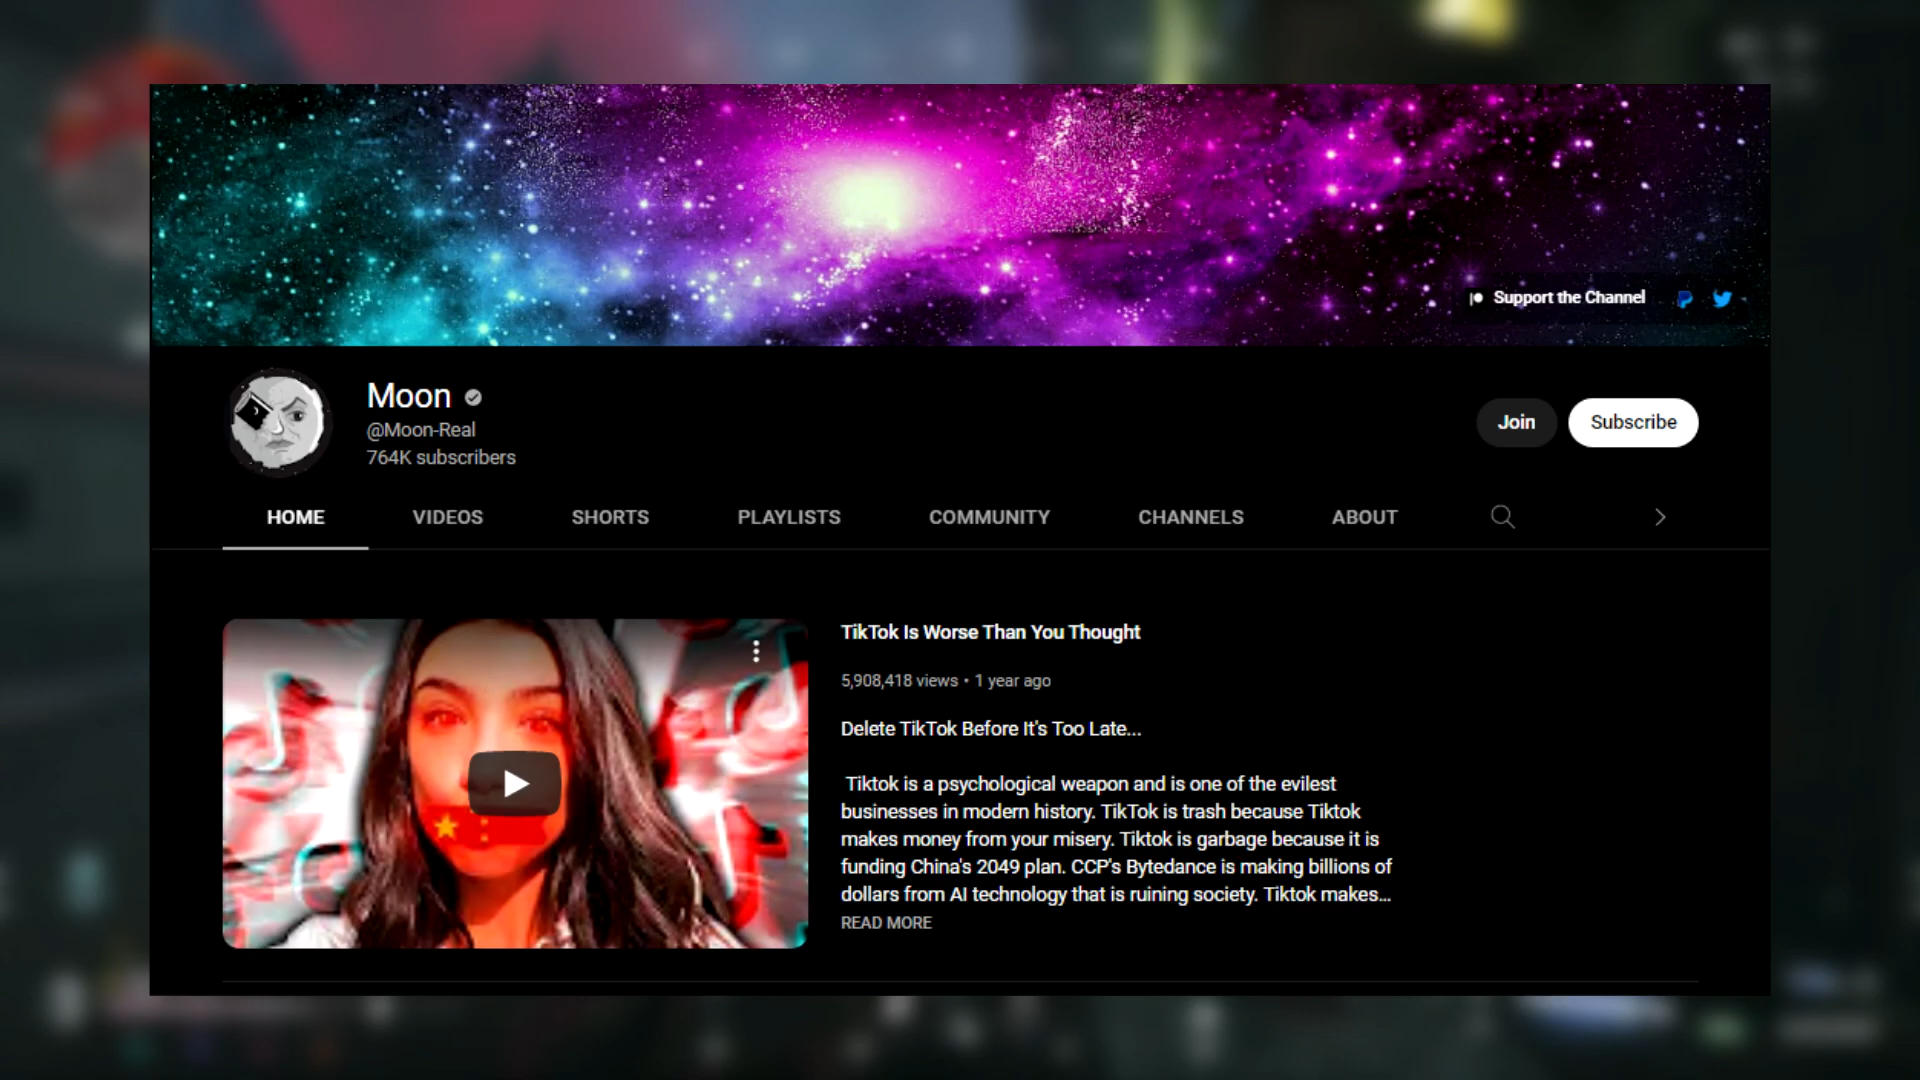 Support the Channel
Moon
@Moon-Real
764K subscribers
Join
Subscribe
HOME
VIDEOS
SHORTS
PLAYLISTS
COMMUNITY
CHANNELS
ABOUT
TikTok Is Worse Than You Thought
5,908,418 views • 1 year ago
Delete TikTok Before It's Too Late...
Tiktok is a psychological weapon and is one of the evilest
businesses in modern history. TikTok is trash because Tiktok
makes money from your misery. Tiktok is garbage because it is
funding China's 2049 plan. CCP's Bytedance is making billions of
dollars from AI technology that is ruining society. Tiktok makes...
READ MORE